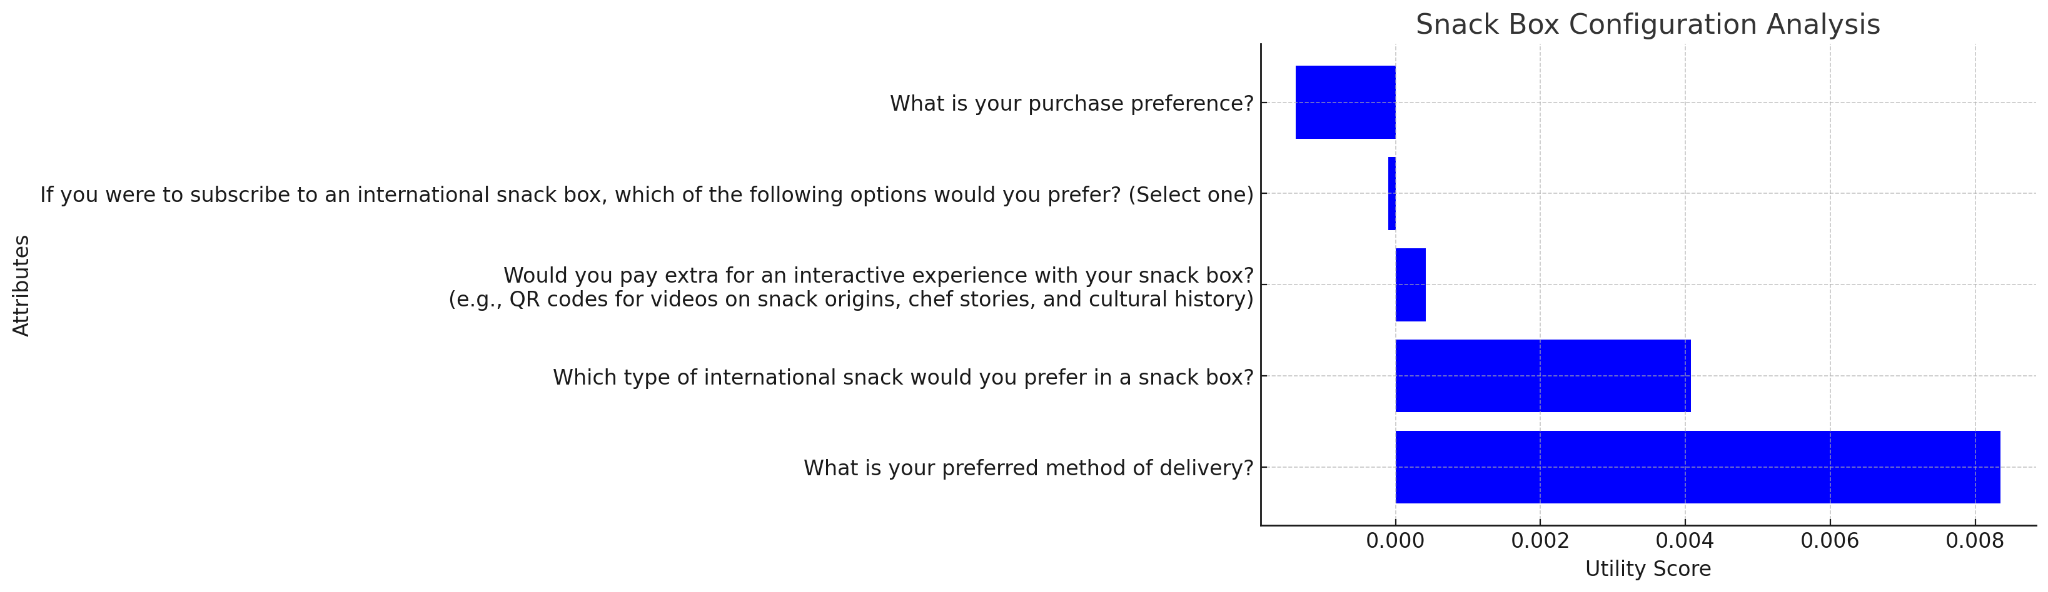 Snack Box Configuration Analysis
What is your purchase preference?
If you were to subscribe to an international snack box, which of the following options would you prefer? (Select one)
Would you pay extra for an interactive experience with your snack box?
(e.g., QR codes for videos on snack origins, chef stories, and cultural history)
Which type of international snack would you prefer in a snack box?
What is your preferred method of delivery?
Attributes
0.000 0.002 0.004 0.006 0.008
Utility Score